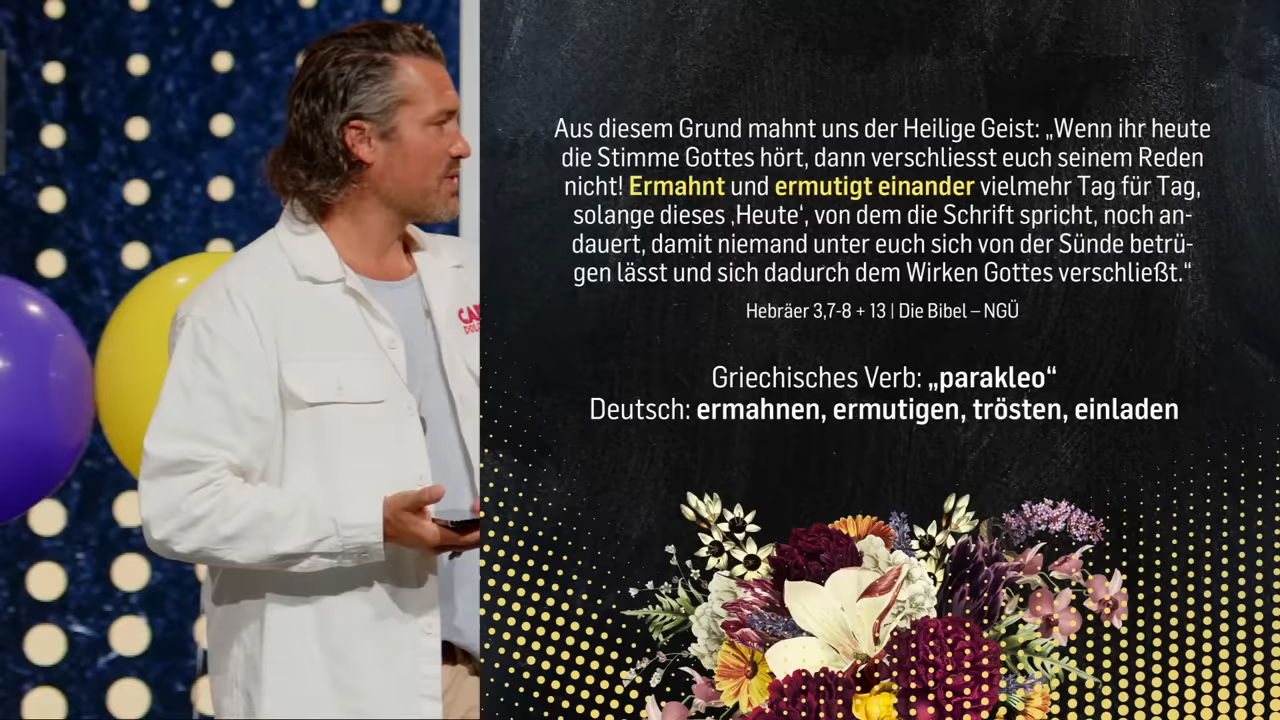 Aus diesem Grund mahnt uns der Heilige Geist: „Wenn ihr heute
die Stimme Gottes hört, dann verschliesst euch seinem Reden
nicht! Ermahnt und ermutigt einander vielmehr Tag für Tag,
solange dieses ‚Heute‘, von dem die Schrift spricht, noch an-
dauert, damit niemand unter euch sich von der Sünde betrü-
gen lässt und sich dadurch dem Wirken Gottes verschließt.“
Hebräer 3,7-8 + 13 | Die Bibel – NGÜ
Griechisches Verb: „parakleo“
Deutsch: ermahnen, ermutigen, trösten, einladen